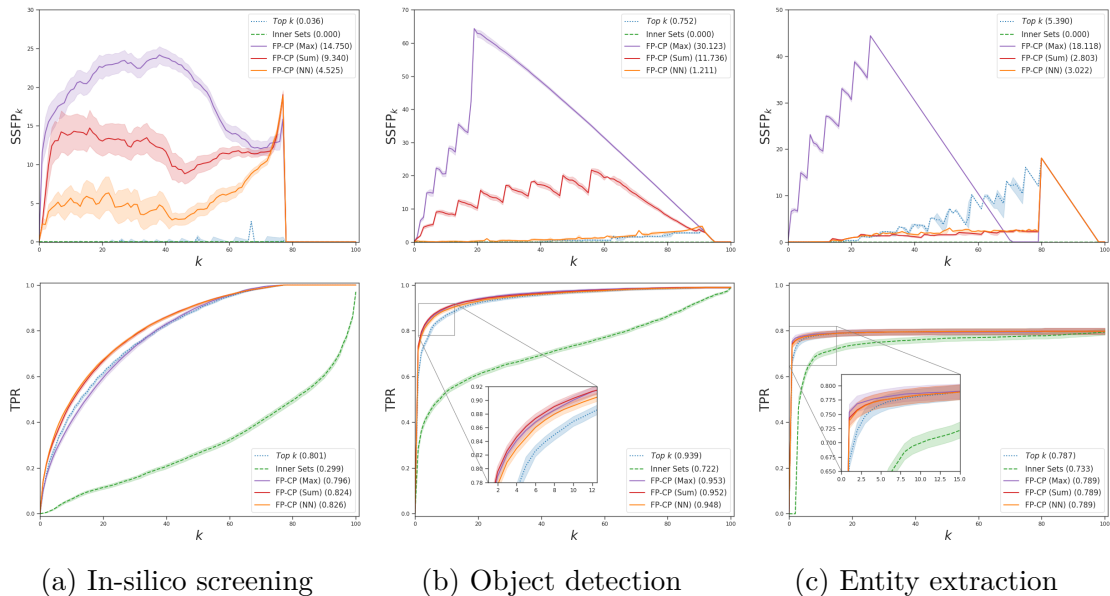 30
25
20
15
10
5
0
SSFPk
0
20
40
60
80
100
k
Top k (0.036)
Inner Sets (0.000)
FP-CP (Max) (14.750)
FP-CP (Sum) (9.340)
FP-CP (NN) (4.525)
70
60
50
40
30
20
10
0
SSFPk
0
20
40
60
80
100
k
Top k (0.752)
Inner Sets (0.000)
FP-CP (Max) (30.123)
FP-CP (Sum) (11.736)
FP-CP (NN) (1.211)
50
40
30
20
10
0
SSFPk
0
20
40
60
80
100
k
Top k (5.390)
Inner Sets (0.000)
FP-CP (Max) (18.118)
FP-CP (Sum) (2.803)
FP-CP (NN) (3.022)
1.0
0.8
0.6
0.4
0.2
0.0
TPR
0
20
40
60
80
100
k
Top k (0.801)
Inner Sets (0.299)
FP-CP (Max) (0.796)
FP-CP (Sum) (0.824)
FP-CP (NN) (0.826)
1.0
0.8
0.6
0.4
0.2
0.0
TPR
0
20
40
60
80
100
k
0.92
0.90
0.88
0.86
0.84
0.82
0.80
0.78
2
4
6
8
10
12
Top k (0.939)
Inner Sets (0.722)
FP-CP (Max) (0.953)
FP-CP (Sum) (0.952)
FP-CP (NN) (0.948)
1.0
0.8
0.6
0.4
0.2
0.0
TPR
0
20
40
60
80
100
k
0.800
0.775
0.750
0.725
0.700
0.675
0.650
0.0
2.5
5.0
7.5
10.0
12.5
15.0
Top k (0.787)
Inner Sets (0.733)
FP-CP (Max) (0.789)
FP-CP (Sum) (0.789)
FP-CP (NN) (0.789)
(a) In-silico screening
(b) Object detection
(c) Entity extraction